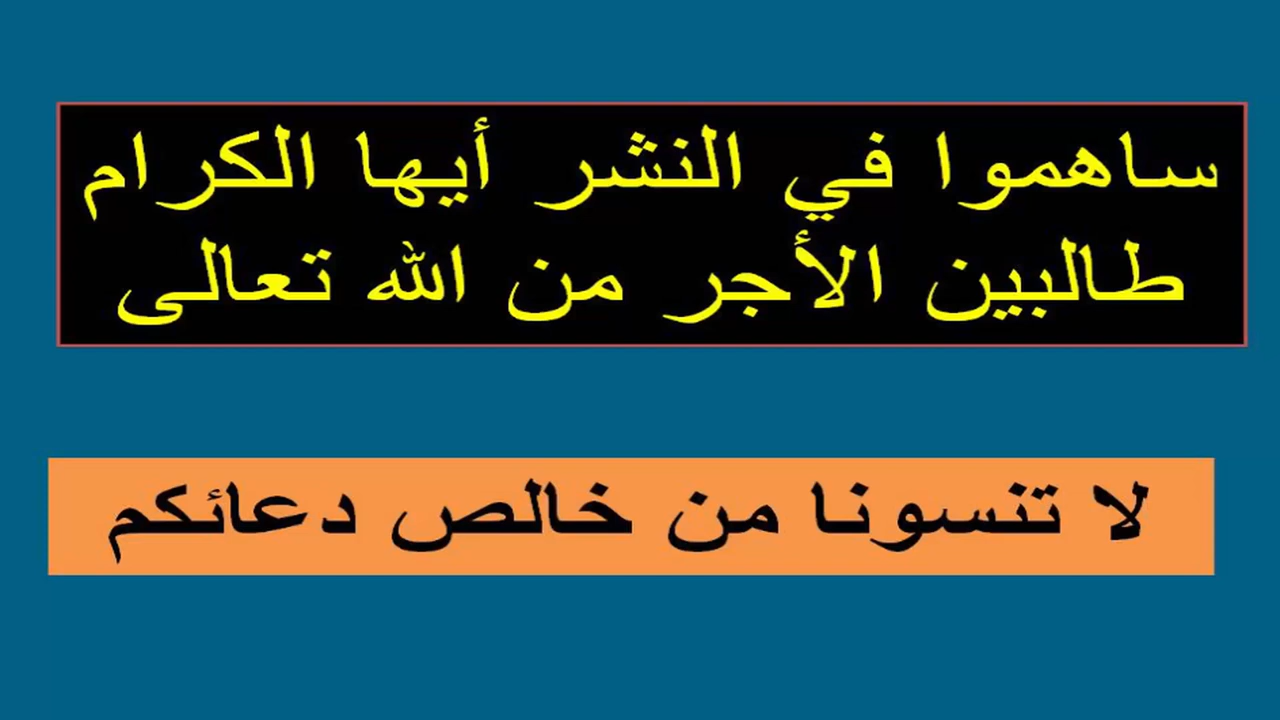 ساهموا في النشر أيها الكرام
طالبين الأجر من الله تعالى
لا تنسونا من خالص دعائكم